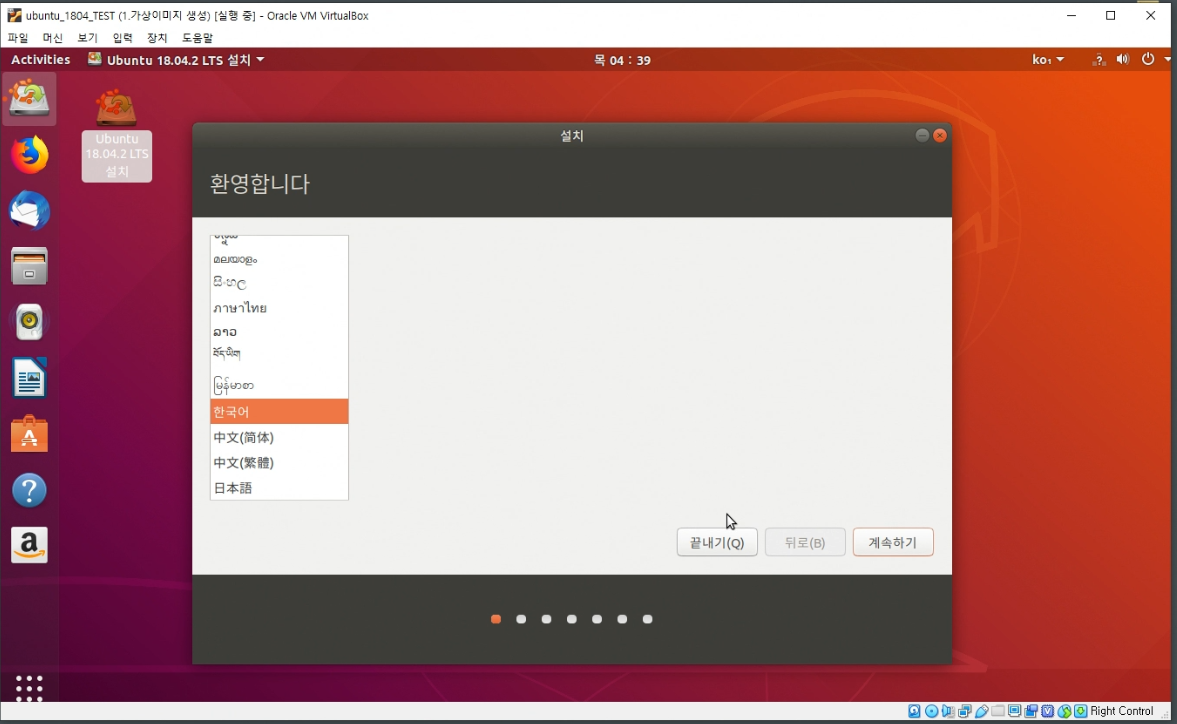 ubuntu_1804_TEST (1.가상이미지 생성) [실행 중] - Oracle VM VirtualBox
파일 머신 보기 입력 장치 도움말
Activities Ubuntu 18.04.2 LTS 설치 목 04 : 39 ko₁
Ubuntu
18.04.2 LTS
설치
설치
환영합니다
മലയാളം
සිංහල
ภาษาไทย
ລາວ
བོད་ཡིག
မြန်မာစာ
한국어
中文(简体)
中文(繁體)
日本語
끝내기(Q) 뒤로(B) 계속하기
Right Control